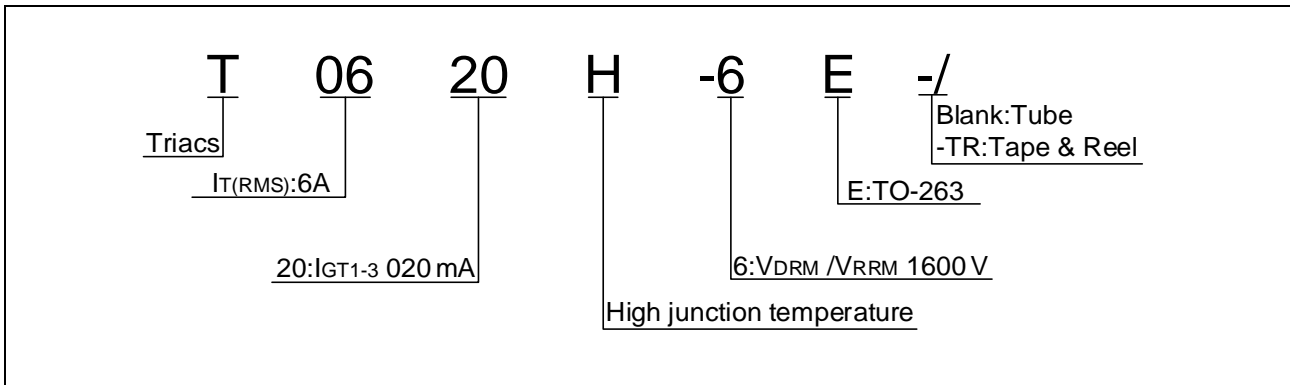 T 06 20 H -6 E -/
Blank:Tube
Triacs
-TR:Tape & Reel
IT(RMS):6A
E:TO-263
20:IGT1-3 020 mA
6:VDRM /VRRM 1600 V
High junction temperature